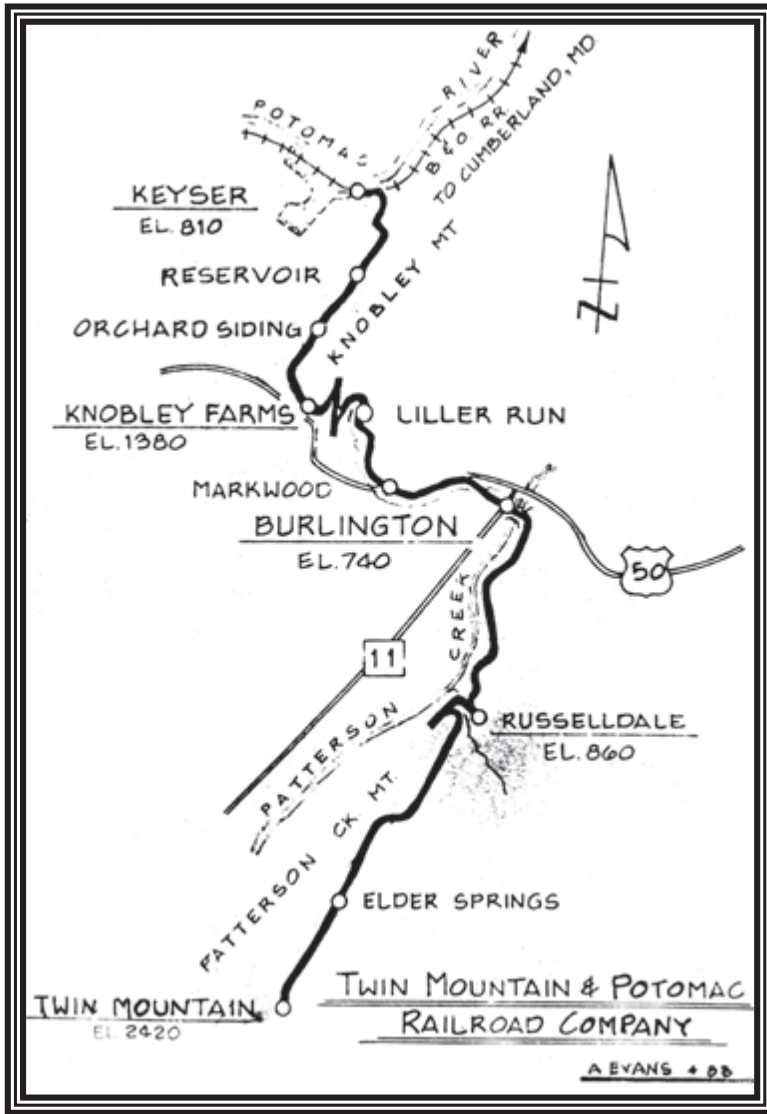 POTOMAC RIVER
B & O RR
TO CUMBERLAND, MD
KEYSER
EL. 810
KNOBLEY MT
RESERVOIR
ORCHARD SIDING
N
KNOBLEY FARMS
EL. 1380
LILLER RUN
MARKWOOD
BURLINGTON
EL. 740
50
11
PATTERSON CREEK
RUSSELLDALE
EL. 860
PATTERSON CK MT.
ELDER SPRINGS
TWIN MOUNTAIN
EL 2420
TWIN MOUNTAIN & POTOMAC
RAILROAD COMPANY
A EVANS